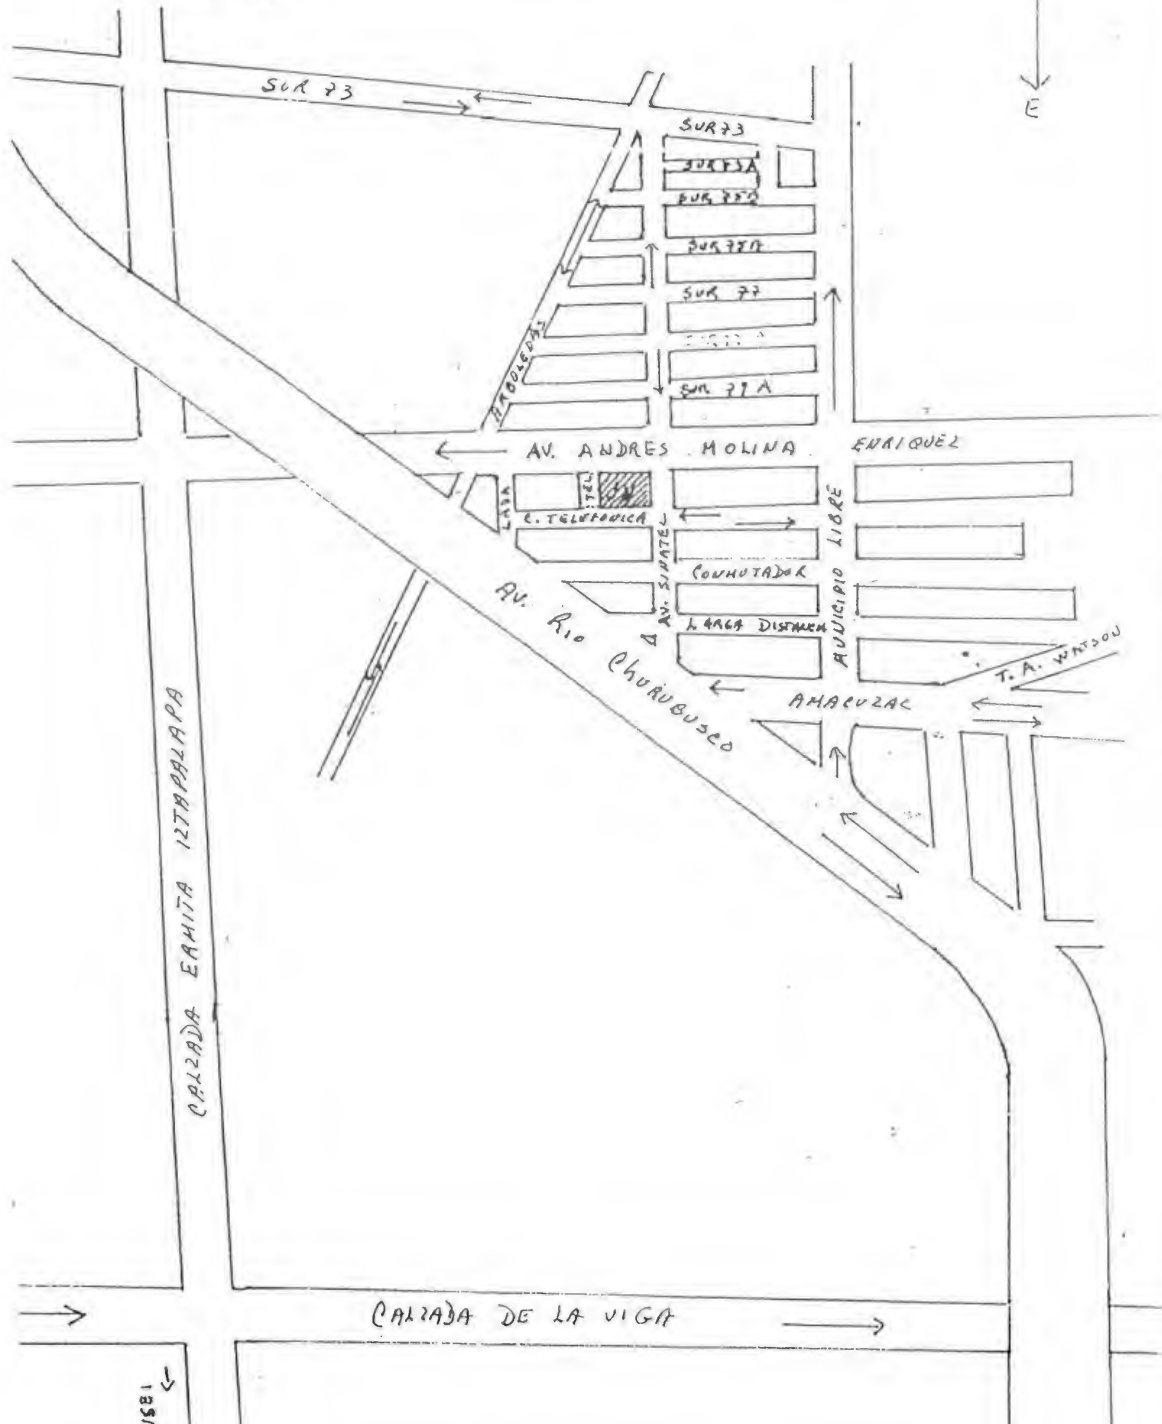 SUR 73
E
SUR 73
SUR 73A
SUR 75A
SUR 77
SUR 79 A
ARBOLEDAS
AV. ANDRES MOLINA ENRIQUEZ
LADA
TEL
C. TELEFONICA
AV. SINATEL
MUNICIPIO LIBRE
CONMUTADOR
LARGA DISTANCIA
T. A. WATSON
AMACUZAC
AV. RIO CHURUBUSCO
CALZADA ERMITA IZTAPALAPA
CALZADA DE LA VIGA